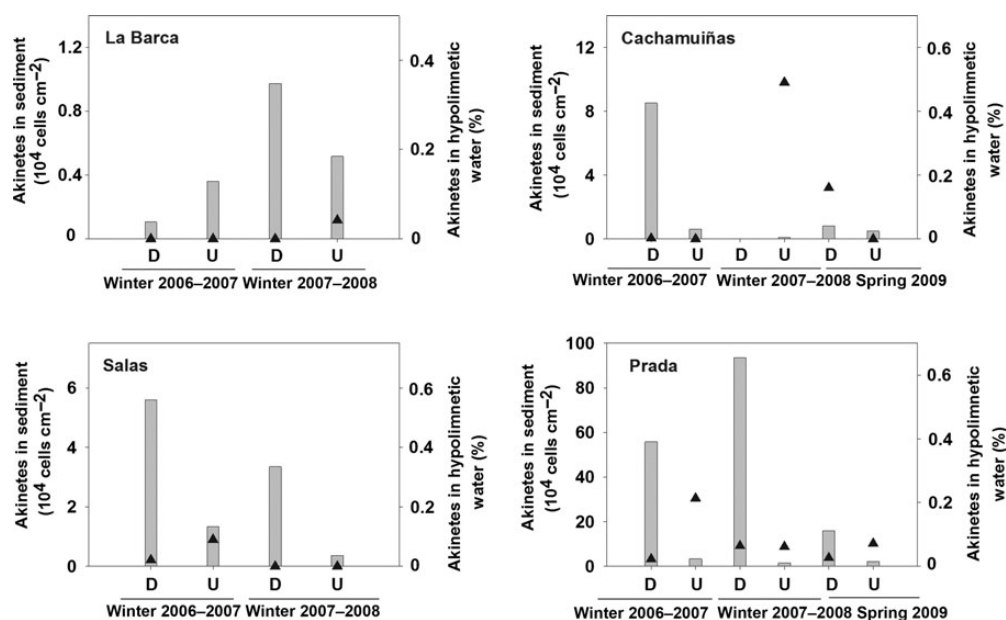 La Barca
1.2
0.8
0.4
0
Akinetes in sediment
(10⁴ cells cm⁻²)
0.4
0.2
0
Akinetes in hypolimnetic
water (%)
D U D U
Winter 2006–2007 Winter 2007–2008
Cachamuiñas
12
8
4
0
Akinetes in sediment
(10⁴ cells cm⁻²)
0.6
0.4
0.2
0
Akinetes in hypolimnetic
water (%)
D U D U D U
Winter 2006–2007 Winter 2007–2008 Spring 2009
Salas
6
4
2
0
Akinetes in sediment
(10⁴ cells cm⁻²)
0.6
0.4
0.2
0
Akinetes in hypolimnetic
water (%)
D U D U
Winter 2006–2007 Winter 2007–2008
Prada
100
80
60
40
20
0
Akinetes in sediment
(10⁴ cells cm⁻²)
0.6
0.4
0.2
0
Akinetes in hypolimnetic
water (%)
D U D U D U
Winter 2006–2007 Winter 2007–2008 Spring 2009